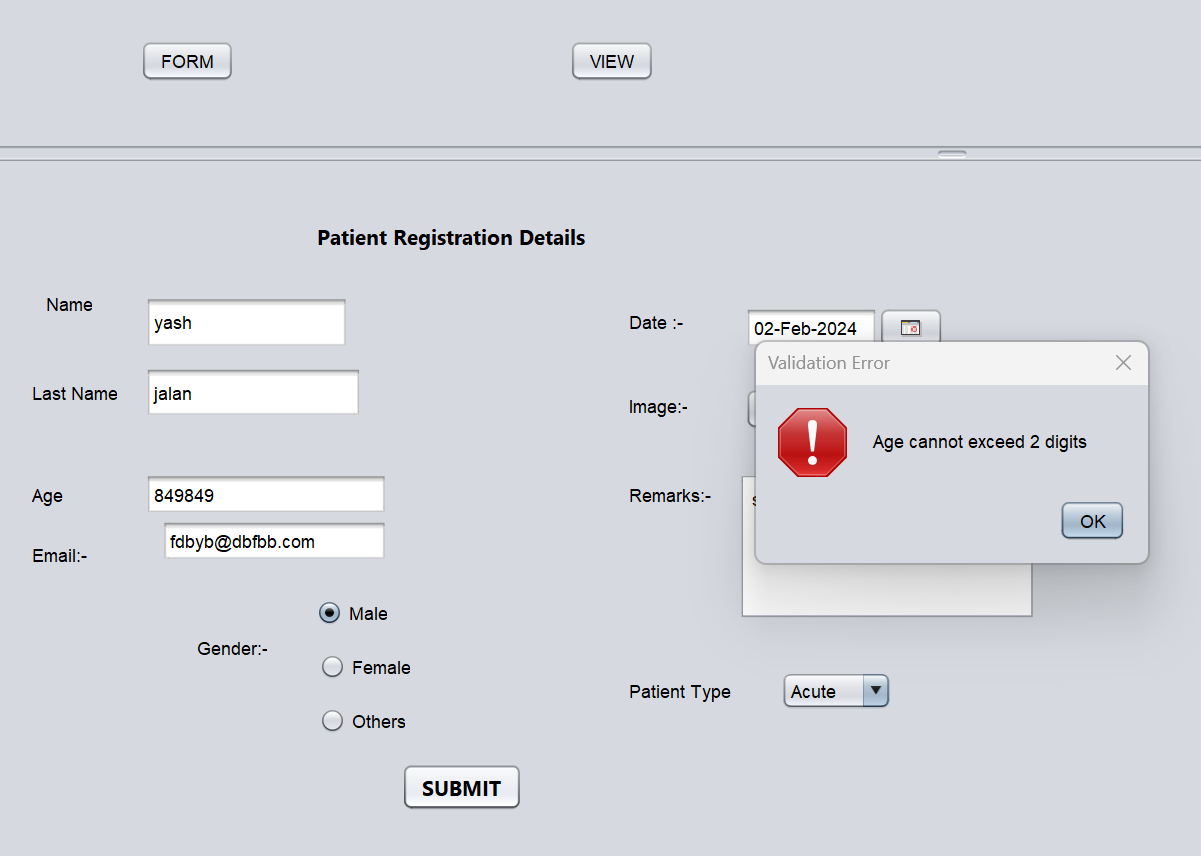 FORM
VIEW
Patient Registration Details
Name
yash
Last Name
jalan
Age
849849
Email:-
fdbyb@dbfbb.com
Gender:-
Male
Female
Others
SUBMIT
Date :-
02-Feb-2024
Image:-
Remarks:-
Patient Type
Acute
Validation Error
Age cannot exceed 2 digits
OK